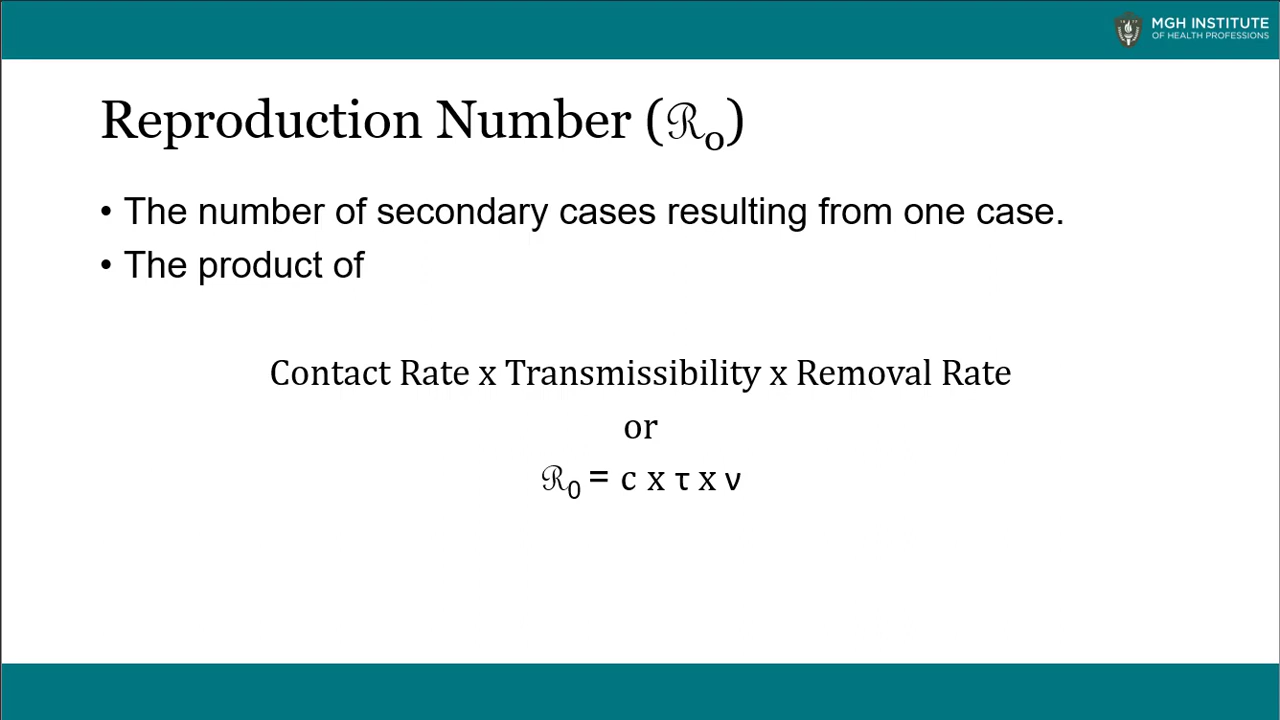 MGH INSTITUTE
OF HEALTH PROFESSIONS
Reproduction Number (ℛ₀)
• The number of secondary cases resulting from one case.
• The product of
Contact Rate x Transmissibility x Removal Rate
or
ℛ₀ = c x τ x ν